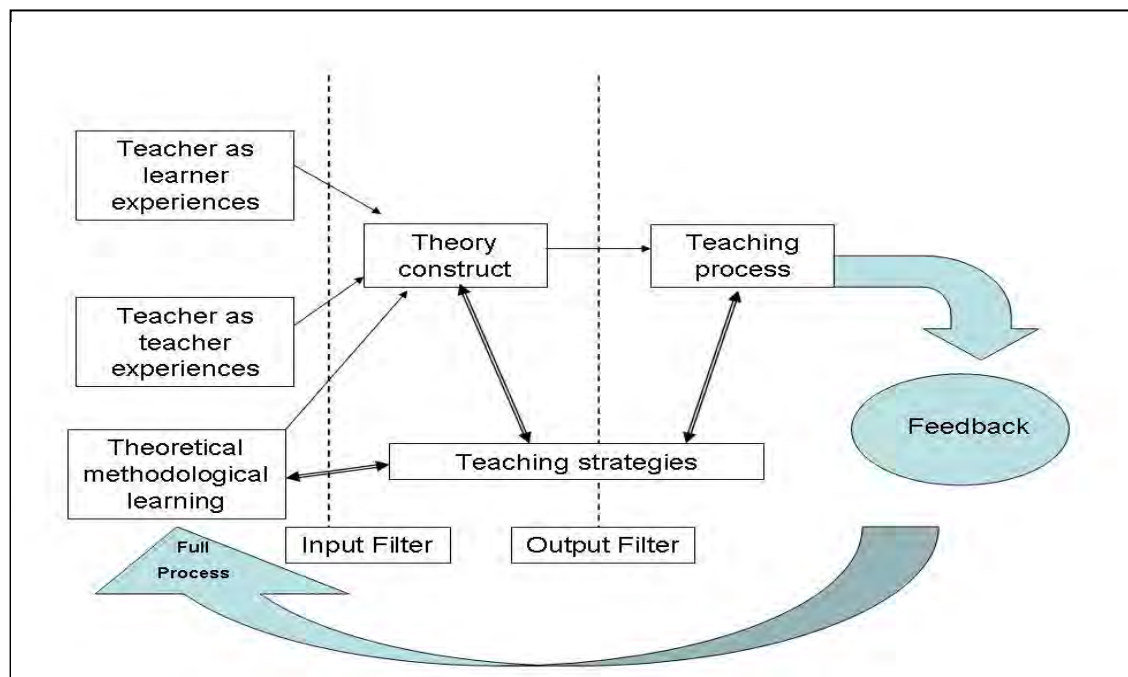 Teacher as
learner
experiences
Theory
construct
Teaching
process
Teacher as
teacher
experiences
Feedback
Theoretical
methodological
learning
Teaching strategies
Input Filter
Output Filter
Full
Process